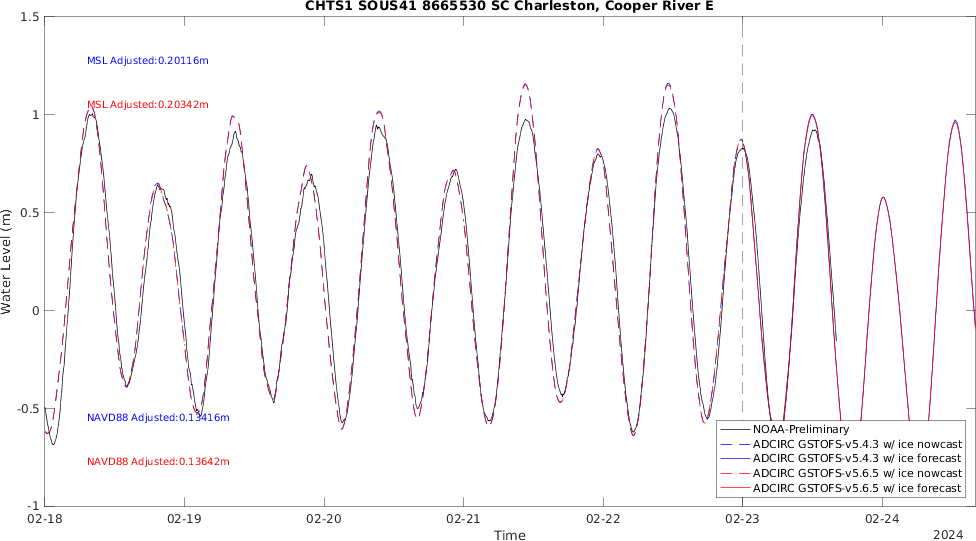 CHTS1 SOUS41 8665530 SC Charleston, Cooper River E
1.5
MSL Adjusted:0.20116m
MSL Adjusted:0.20342m
1
0.5
Water Level (m)
0
-0.5
NAVD88 Adjusted:0.13416m
NAVD88 Adjusted:0.13642m
-1
NOAA-Preliminary
ADCIRC GSTOFS-v5.4.3 w/ ice nowcast
ADCIRC GSTOFS-v5.4.3 w/ ice forecast
ADCIRC GSTOFS-v5.6.5 w/ ice nowcast
ADCIRC GSTOFS-v5.6.5 w/ ice forecast
02-18 02-19 02-20 02-21 02-22 02-23 02-24
Time
2024